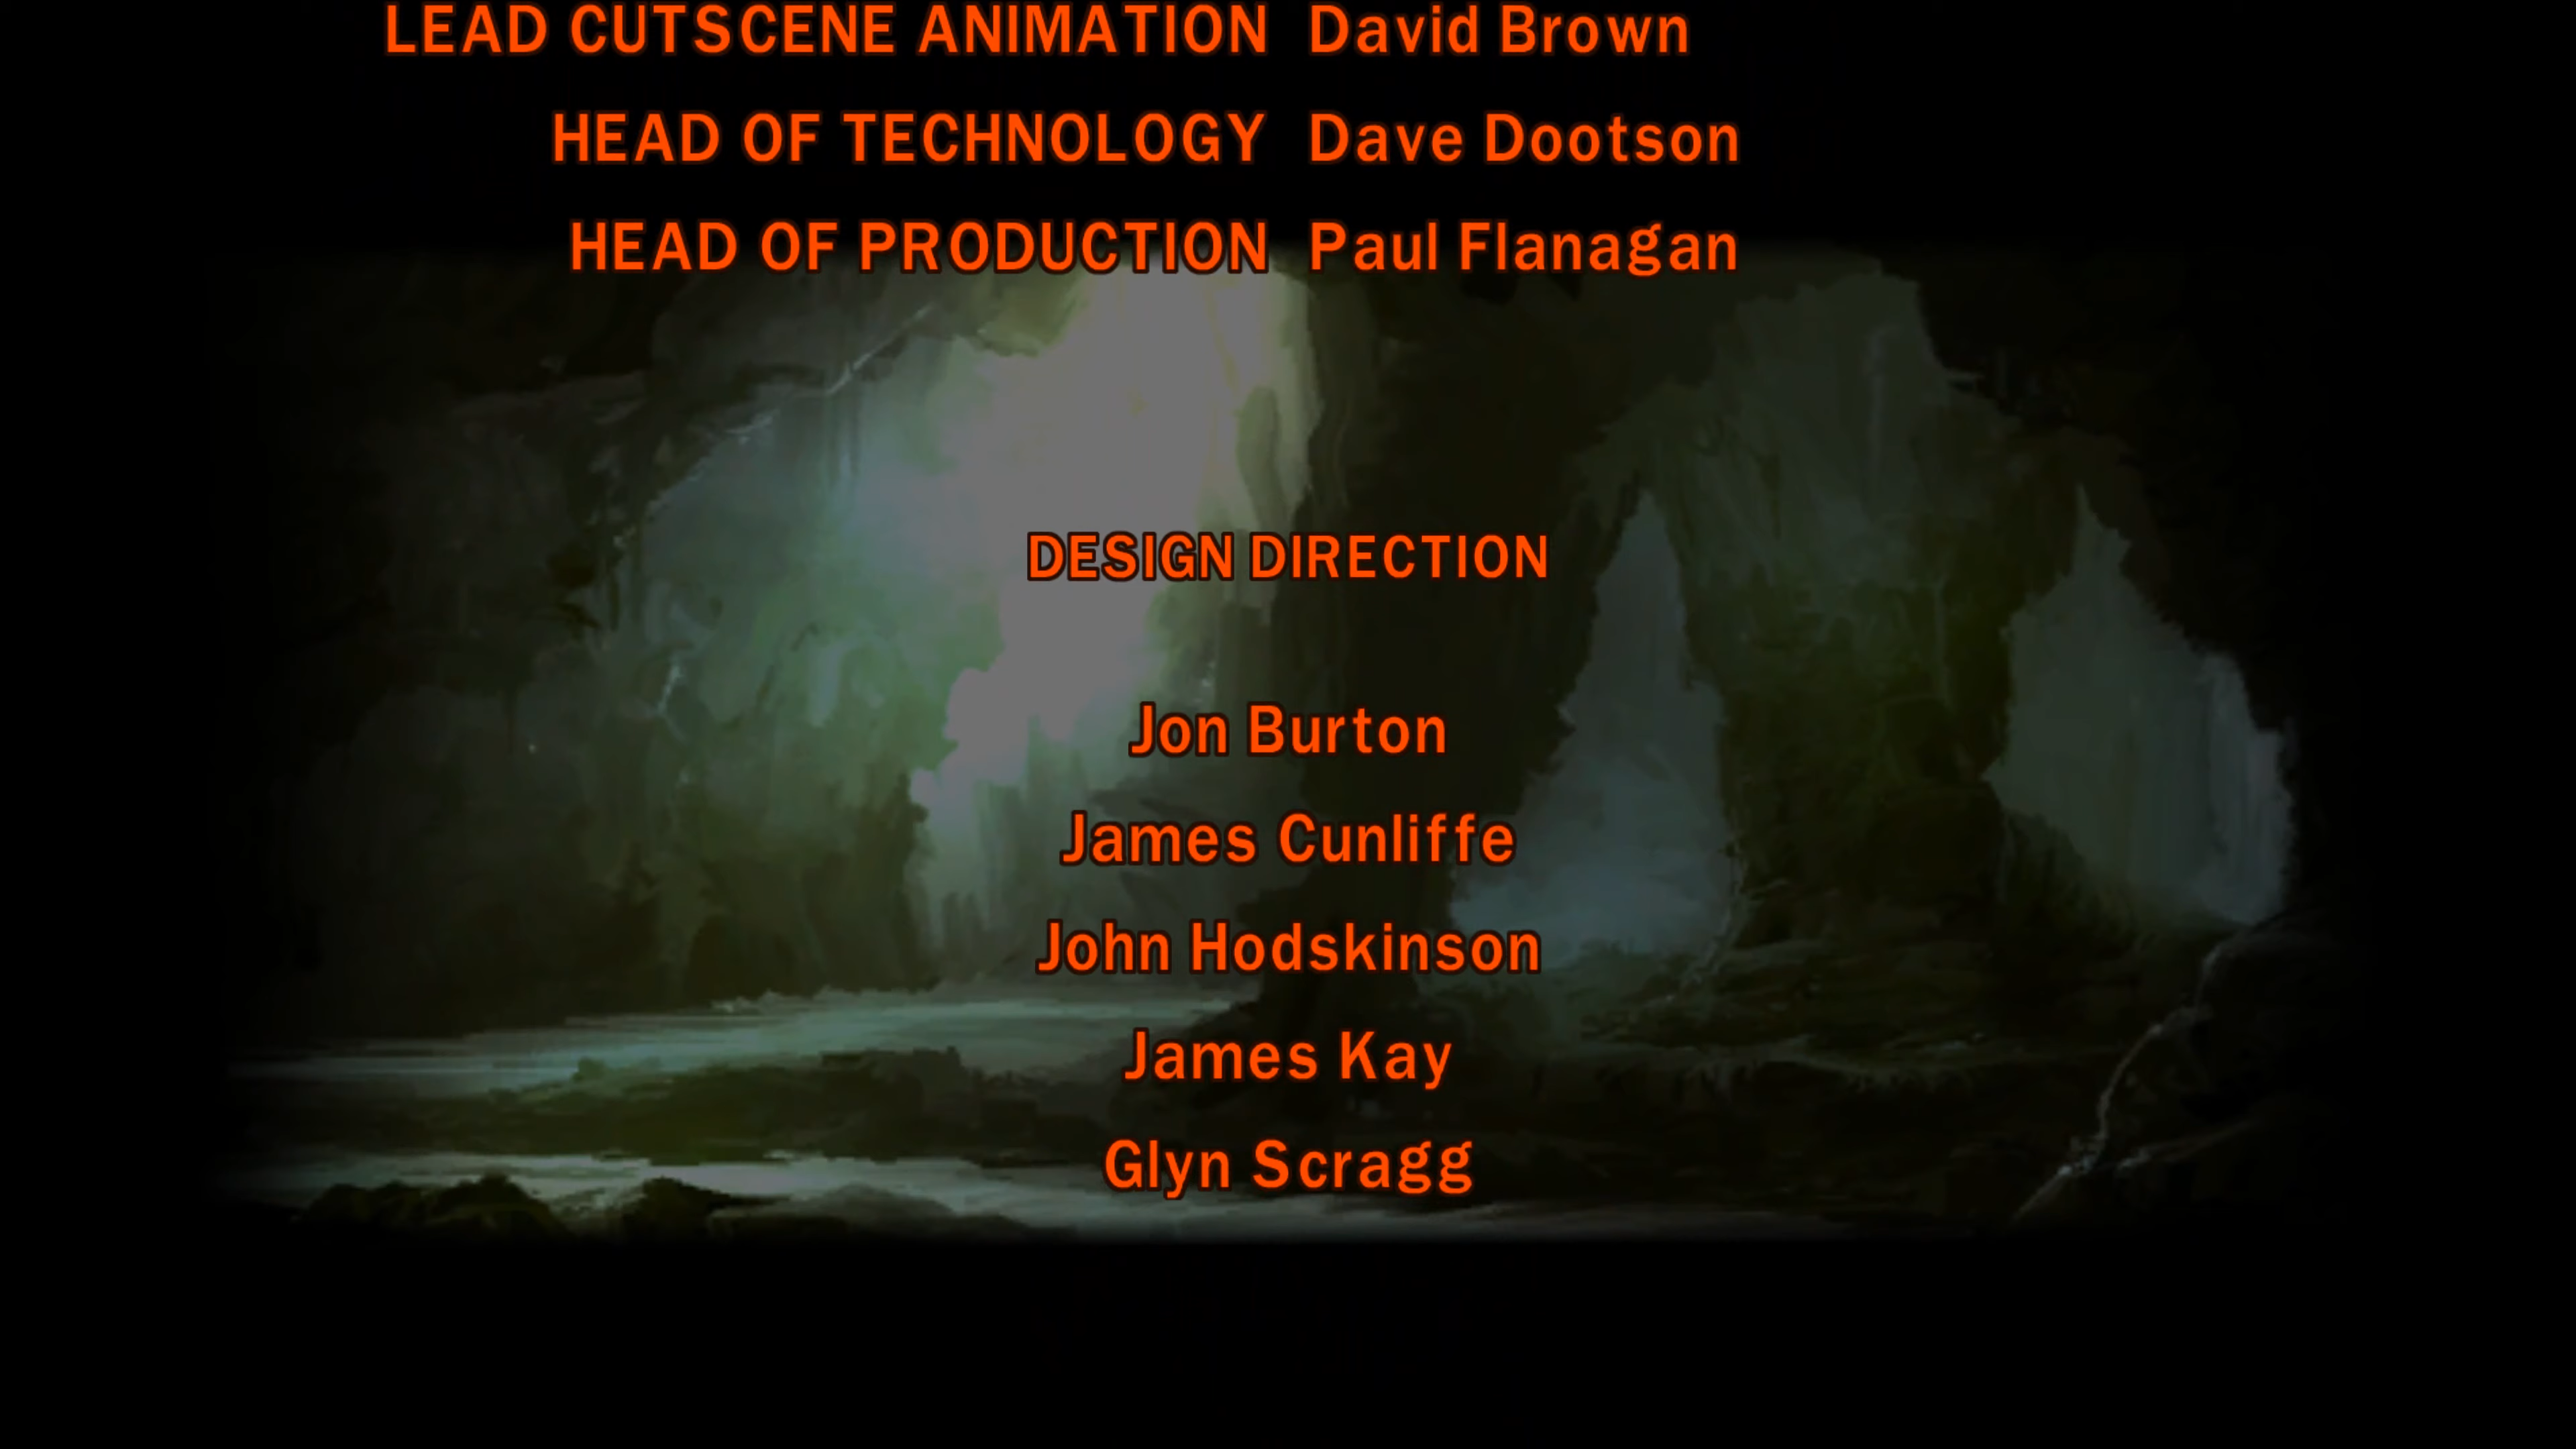 LEAD CUTSCENE ANIMATION David Brown
HEAD OF TECHNOLOGY Dave Dootson
HEAD OF PRODUCTION Paul Flanagan
DESIGN DIRECTION
Jon Burton
James Cunliffe
John Hodskinson
James Kay
Glyn Scragg